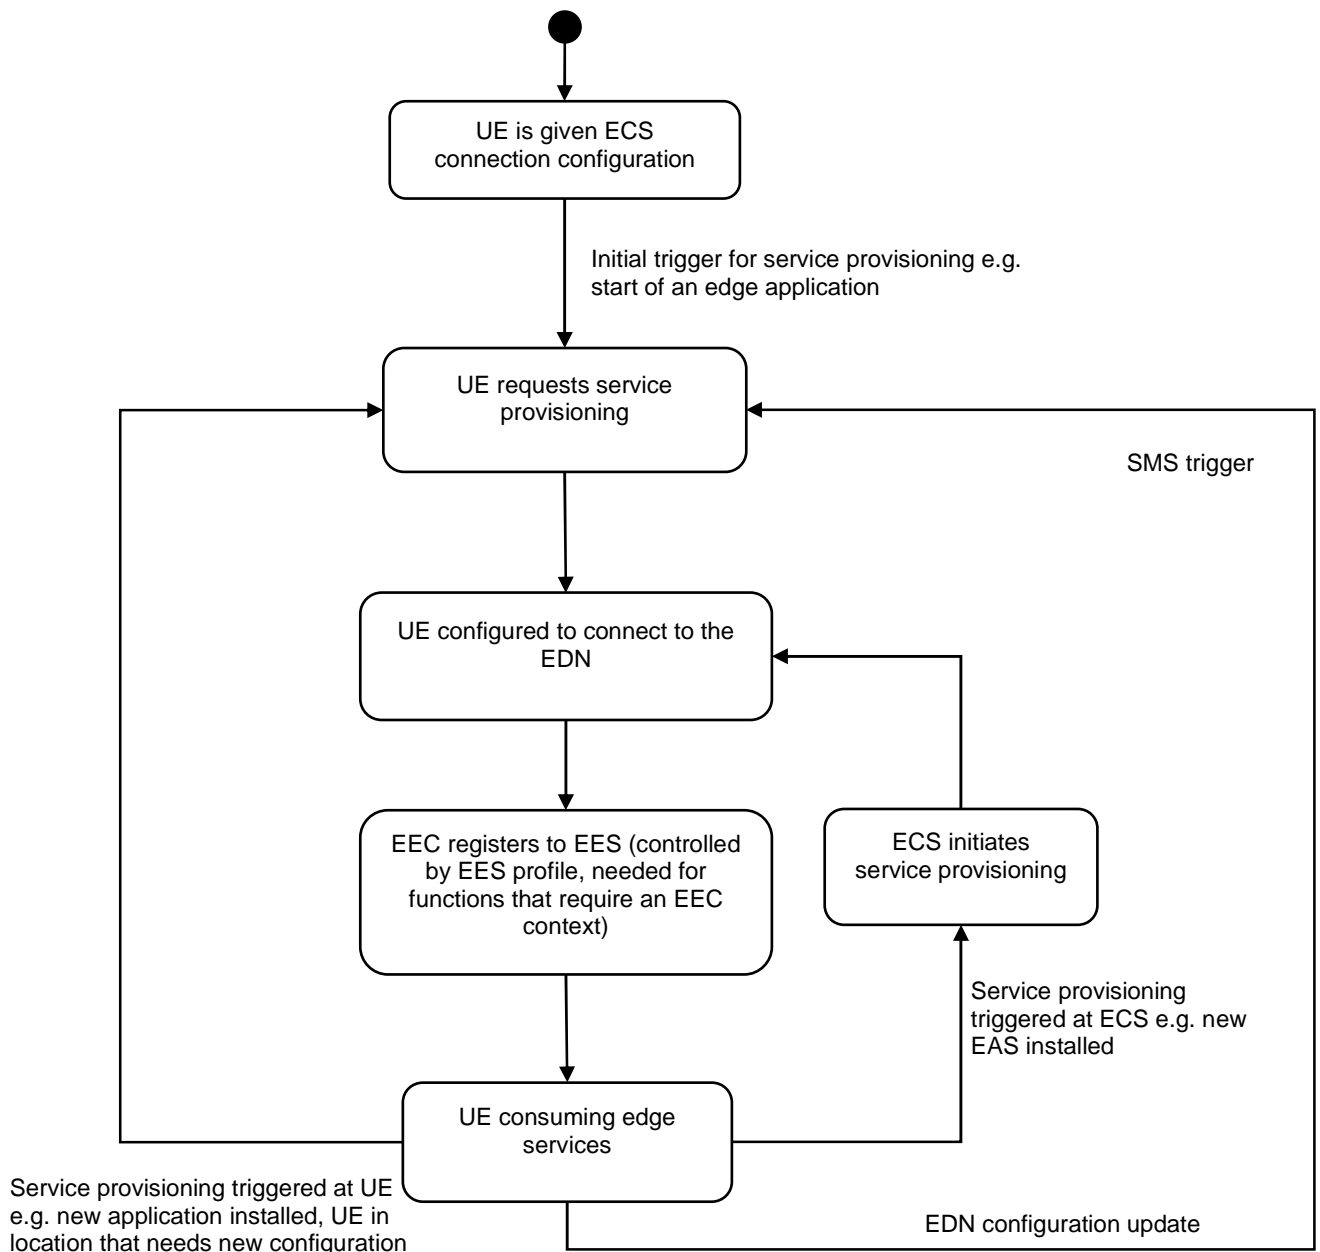 UE is given ECS
connection configuration
Initial trigger for service provisioning e.g.
start of an edge application
UE requests service
provisioning
SMS trigger
UE configured to connect to the
EDN
EEC registers to EES (controlled
by EES profile, needed for
functions that require an EEC
context)
ECS initiates
service provisioning
Service provisioning
triggered at ECS e.g. new
EAS installed
UE consuming edge
services
Service provisioning triggered at UE
e.g. new application installed, UE in
location that needs new configuration
EDN configuration update